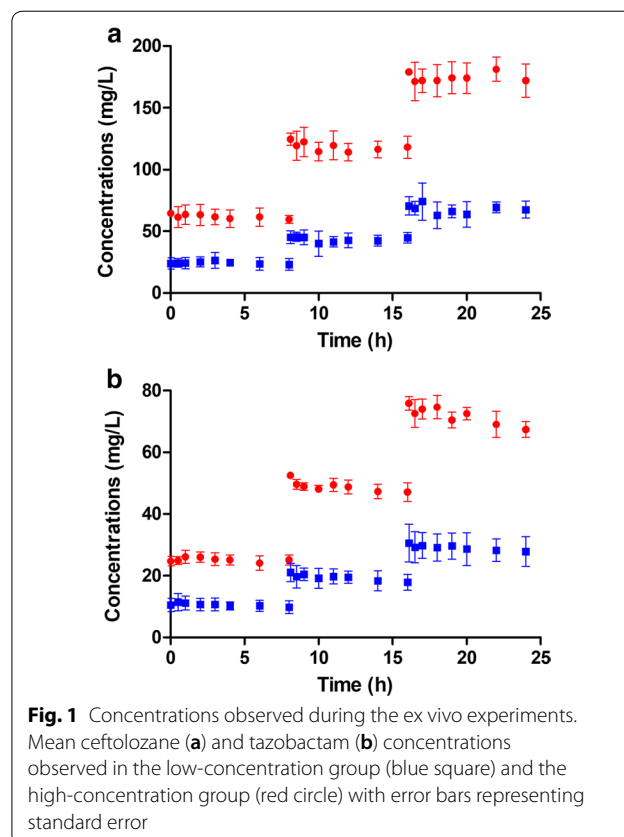 a
200
150
100
50
0
Concentrations (mg/L)
0 5 10 15 20 25
Time (h)
b
80
60
40
20
0
Concentrations (mg/L)
0 5 10 15 20 25
Time (h)
Fig. 1 Concentrations observed during the ex vivo experiments.
Mean ceftolozane (a) and tazobactam (b) concentrations
observed in the low-concentration group (blue square) and the
high-concentration group (red circle) with error bars representing
standard error